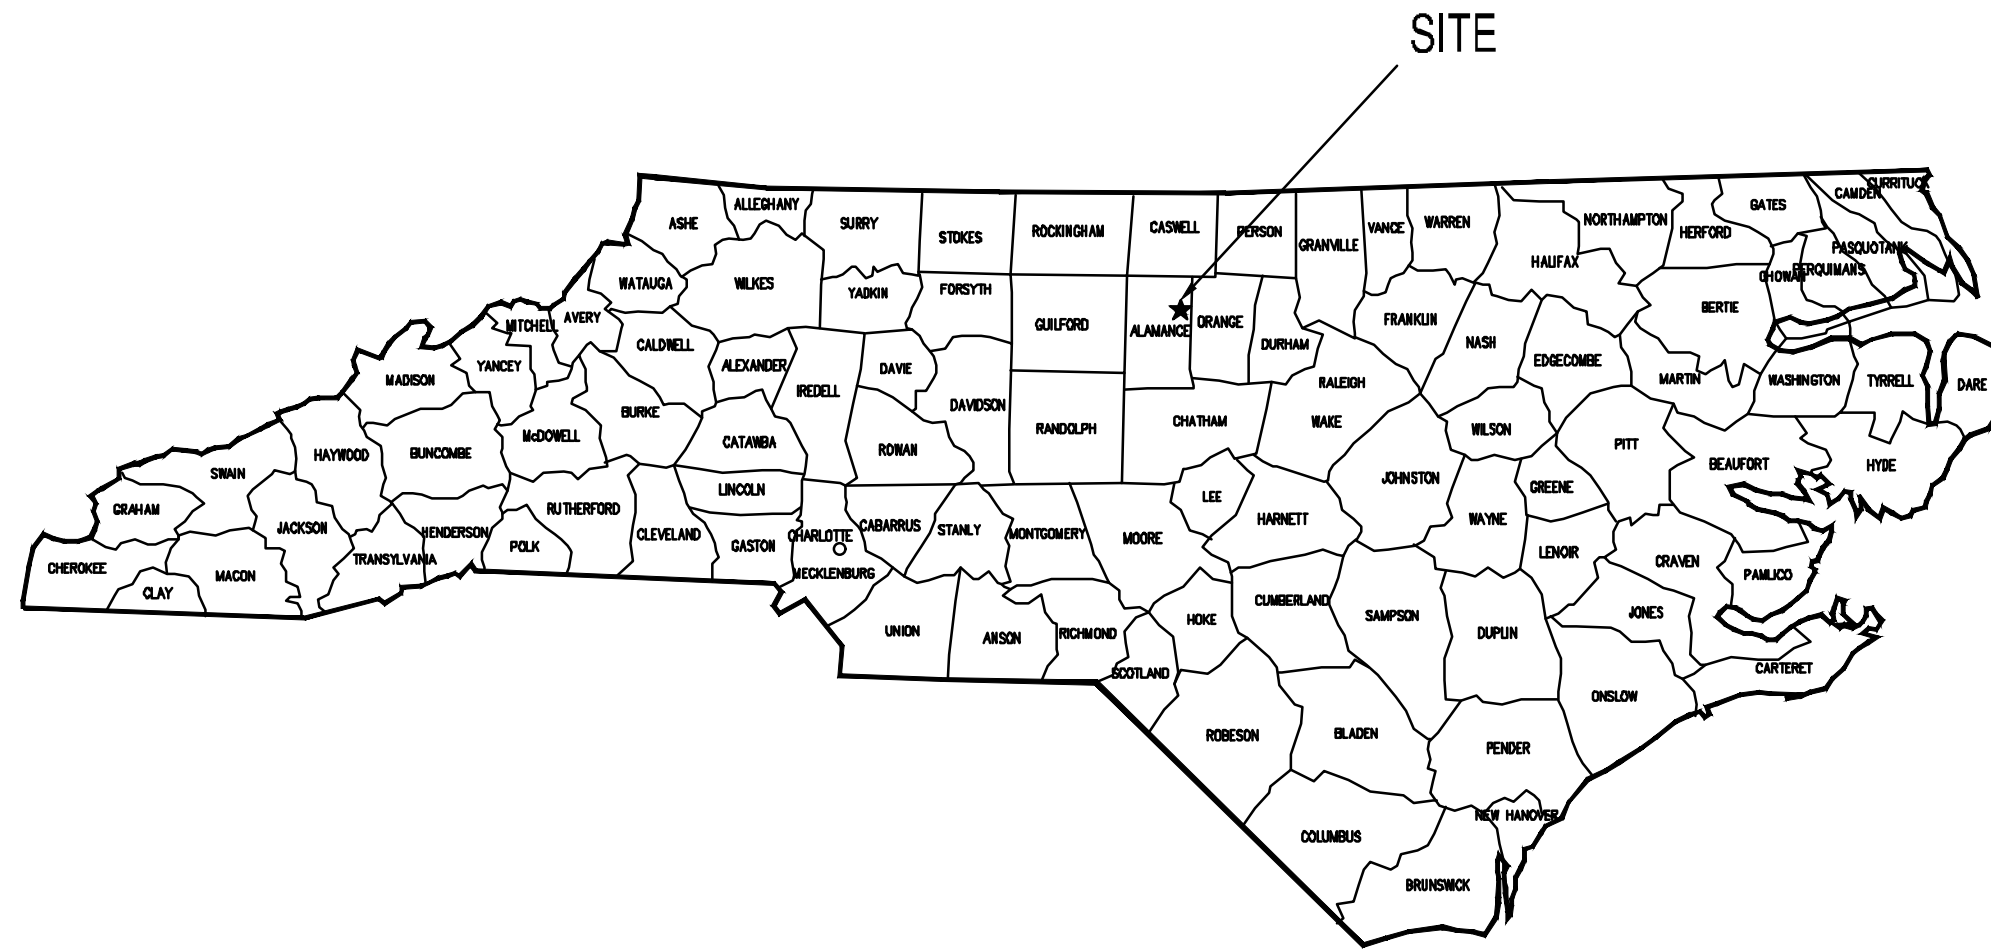 SITE
ALLEGHANY
ASHE
SURRY
STOKES
ROCKINGHAM
CASWELL
PERSON
GRANVILLE
VANCE
WARREN
NORTHAMPTON
HERFORD
GATES
CAMDEN
CURRITUCK
PASQUOTANK
PERQUIMANS
CHOWAN
HALIFAX
BERTIE
WATAUGA
WILKES
YADKIN
FORSYTH
GUILFORD
ALAMANCE
ORANGE
DURHAM
FRANKLIN
NASH
EDGECOMBE
MARTIN
WASHINGTON
TYRRELL
DARE
MITCHELL
AVERY
CALDWELL
ALEXANDER
IREDELL
DAVIE
DAVIDSON
RANDOLPH
CHATHAM
RALEIGH
WAKE
WILSON
PITT
BEAUFORT
HYDE
MADISON
YANCEY
BURKE
McDOWELL
CATAWBA
ROWAN
BUNCOMBE
HAYWOOD
SWAIN
GRAHAM
LINCOLN
RUTHERFORD
CLEVELAND
GASTON
CHARLOTTE
MECKLENBURG
CABARRUS
STANLY
MONTGOMERY
MOORE
LEE
HARNETT
JOHNSTON
WAYNE
GREENE
LENOIR
CRAVEN
PAMLICO
JACKSON
HENDERSON
TRANSYLVANIA
POLK
CHEROKEE
CLAY
MACON
UNION
ANSON
RICHMOND
SCOTLAND
HOKE
CUMBERLAND
SAMPSON
DUPLIN
JONES
CARTERET
ONSLOW
ROBESON
BLADEN
PENDER
NEW HANOVER
COLUMBUS
BRUNSWICK